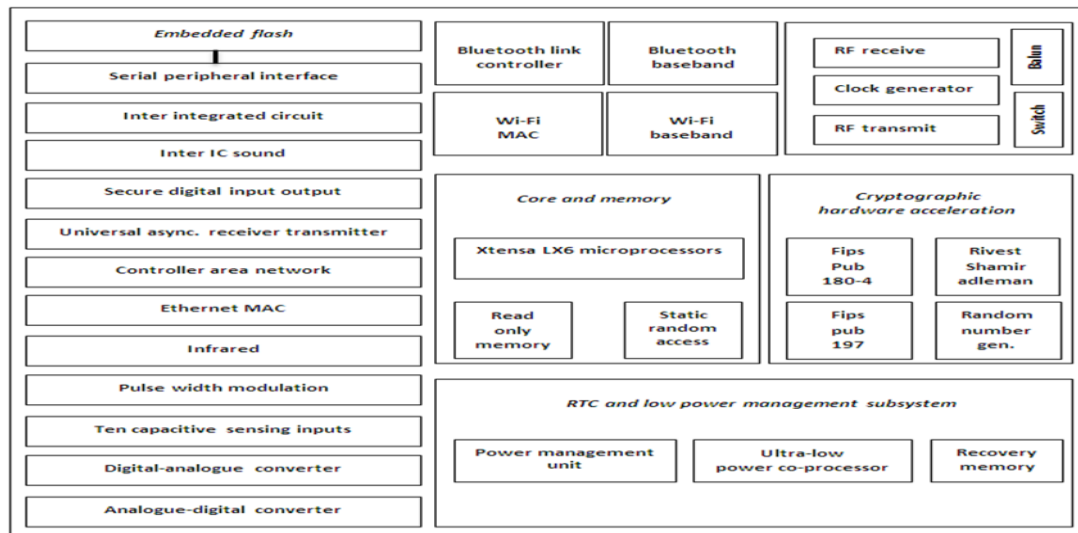 Embedded flash
Serial peripheral interface
Inter integrated circuit
Inter IC sound
Secure digital input output
Universal async. receiver transmitter
Controller area network
Ethernet MAC
Infrared
Pulse width modulation
Ten capacitive sensing inputs
Digital-analogue converter
Analogue-digital converter
Bluetooth link
controller
Bluetooth
baseband
Wi-Fi
MAC
Wi-Fi
baseband
RF receive
Clock generator
RF transmit
Balun
Switch
Core and memory
Xtensa LX6 microprocessors
Read
only
memory
Static
random
access
Cryptographic
hardware acceleration
Fips
Pub
180-4
Rivest
Shamir
adleman
Fips
pub
197
Random
number
gen.
RTC and low power management subsystem
Power management
unit
Ultra-low
power co-processor
Recovery
memory